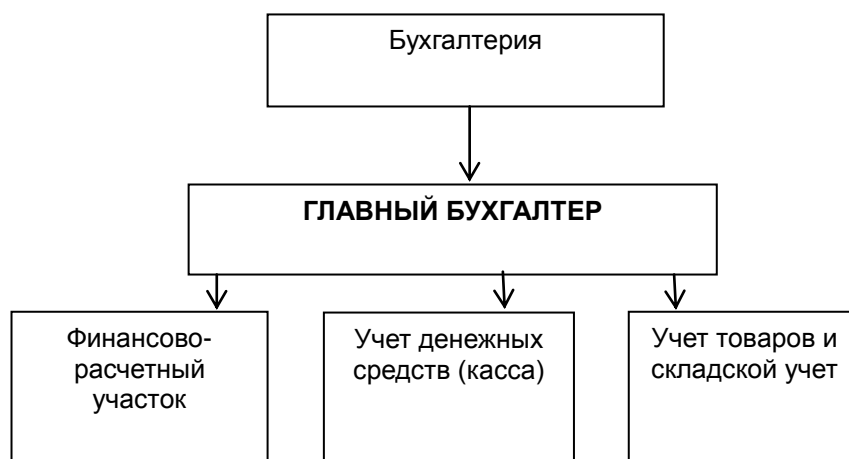 Бухгалтерия
ГЛАВНЫЙ БУХГАЛТЕР
Финансово-
расчетный
участок
Учет денежных
средств (касса)
Учет товаров и
складской учет